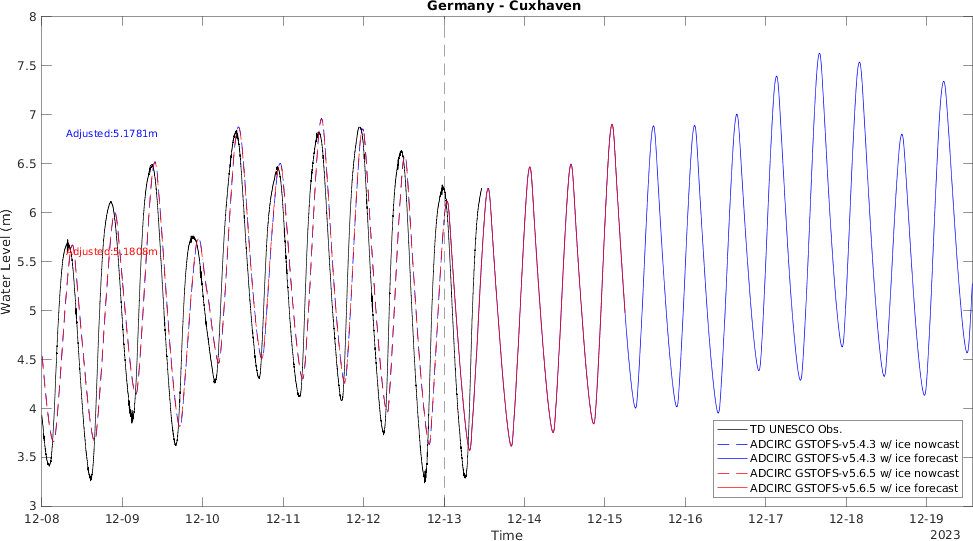 Germany - Cuxhaven
8
7.5
7
6.5
6
5.5
5
4.5
4
3.5
3
Water Level (m)
Adjusted:5.1781m
Adjusted:5.1808m
TD UNESCO Obs.
ADCIRC GSTOFS-v5.4.3 w/ ice nowcast
ADCIRC GSTOFS-v5.4.3 w/ ice forecast
ADCIRC GSTOFS-v5.6.5 w/ ice nowcast
ADCIRC GSTOFS-v5.6.5 w/ ice forecast
12-08 12-09 12-10 12-11 12-12 12-13 12-14 12-15 12-16 12-17 12-18 12-19
Time
2023